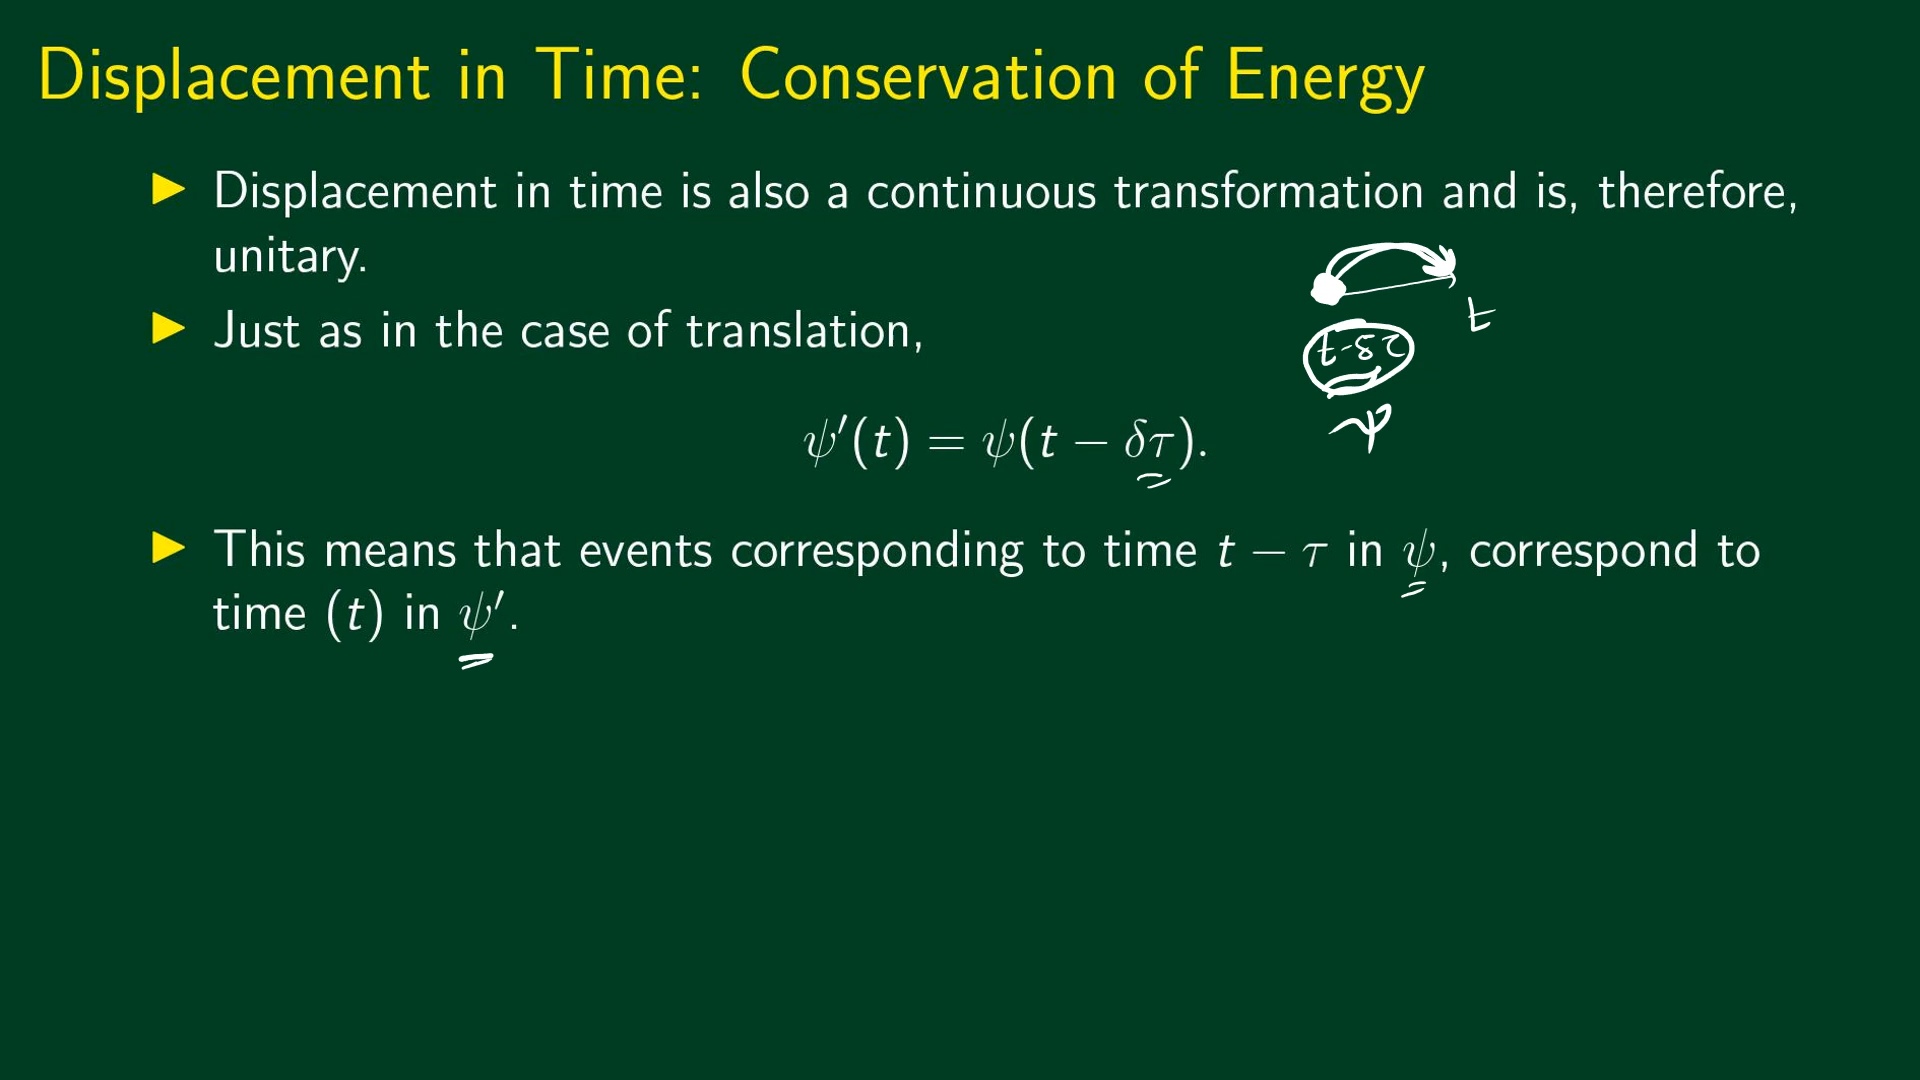 Displacement in Time: Conservation of Energy
▶ Displacement in time is also a continuous transformation and is, therefore,
unitary.
▶ Just as in the case of translation,
t
t-δτ
ψ′(t) = ψ(t − δτ).
ψ
▶ This means that events corresponding to time t − τ in ψ, correspond to
time (t) in ψ′.